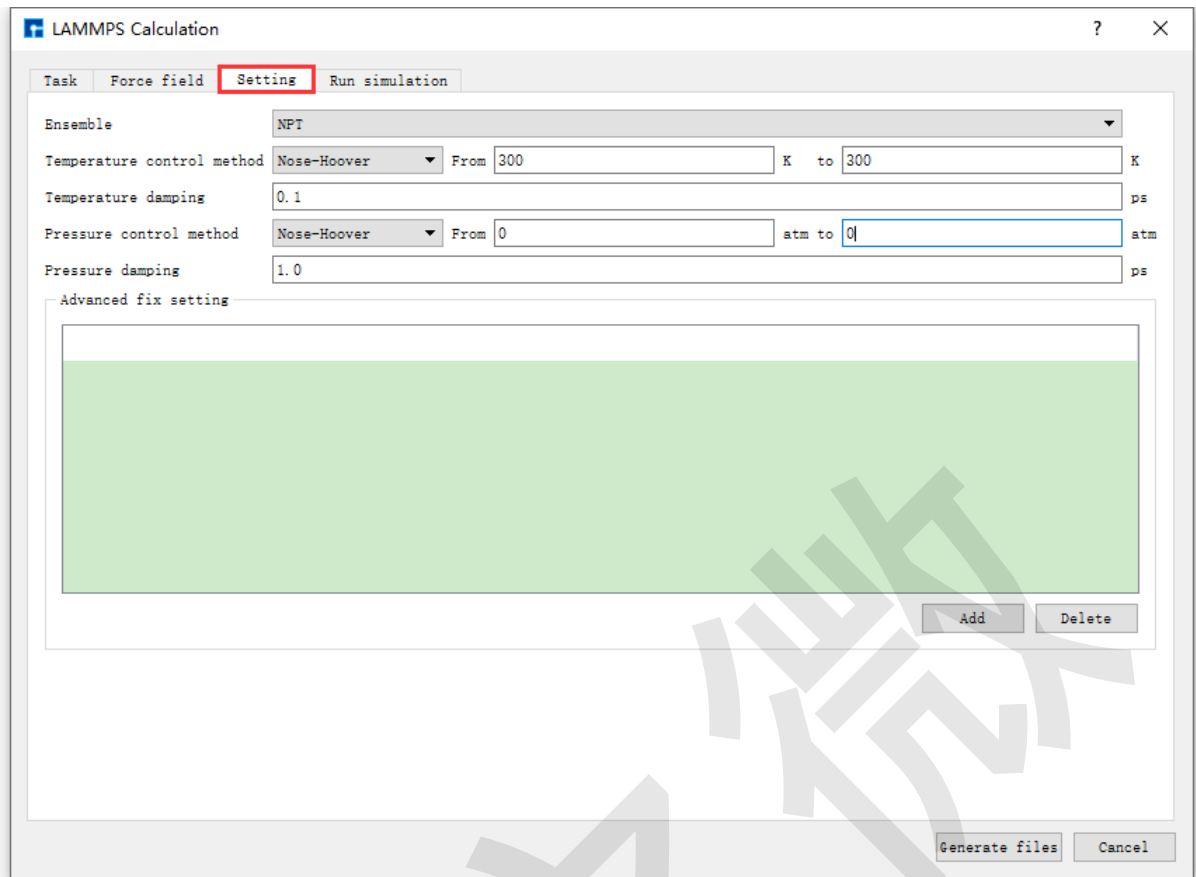 LAMMPS Calculation ?
Task Force field Setting Run simulation
Ensemble NPT
Temperature control method Nose-Hoover From 300 K to 300 K
Temperature damping 0.1 ps
Pressure control method Nose-Hoover From 0 atm to 0 atm
Pressure damping 1.0 ps
Advanced fix setting
Add Delete
Generate files Cancel
微